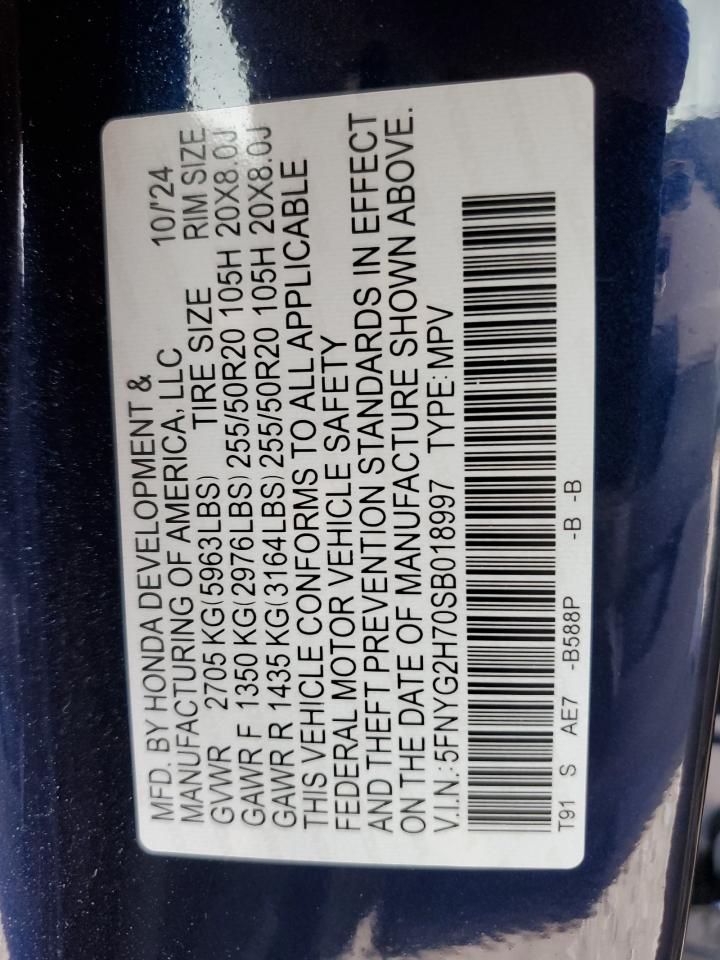 MFD. BY HONDA DEVELOPMENT & 10/'24
MANUFACTURING OF AMERICA, LLC RIM SIZE
GVWR 2705 KG(5963LBS) TIRE SIZE
GAWR F 1350 KG(2976LBS) 255/50R20 105H 20X8.0J
GAWR R 1435 KG(3164LBS) 255/50R20 105H 20X8.0J
THIS VEHICLE CONFORMS TO ALL APPLICABLE
FEDERAL MOTOR VEHICLE SAFETY
AND THEFT PREVENTION STANDARDS IN EFFECT
ON THE DATE OF MANUFACTURE SHOWN ABOVE.
V.I.N.:5FNYG2H70SB018997 TYPE:MPV
T91 S AE7 -B588P -B -B